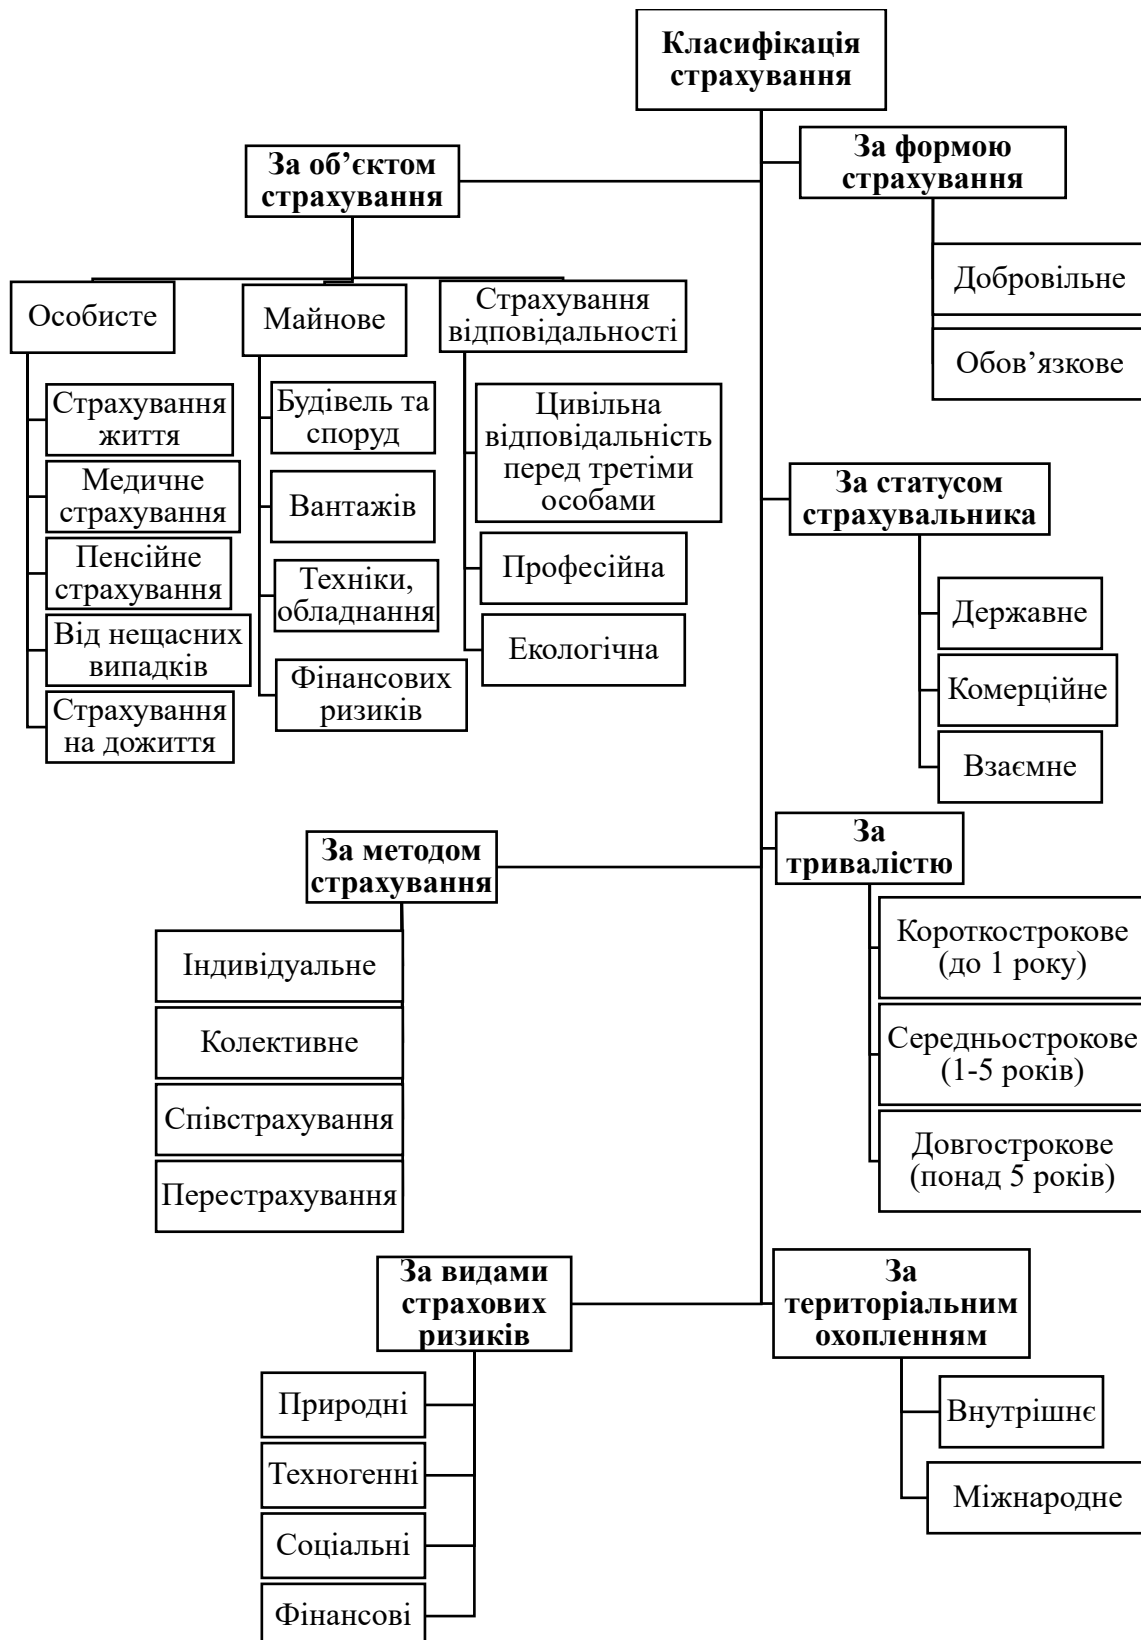 Класифікація
страхування
За об’єктом
страхування
Особисте
Страхування
життя
Медичне
страхування
Пенсійне
страхування
Від нещасних
випадків
Страхування
на дожиття
Майнове
Будівель та
споруд
Вантажів
Техніки,
обладнання
Фінансових
ризиків
Страхування
відповідальності
Цивільна
відповідальність
перед третіми
особами
Професійна
Екологічна
За формою
страхування
Добровільне
Обов’язкове
За статусом
страхувальника
Державне
Комерційне
Взаємне
За методом
страхування
Індивідуальне
Колективне
Співстрахування
Перестрахування
За
тривалістю
Короткострокове
(до 1 року)
Середньострокове
(1-5 років)
Довгострокове
(понад 5 років)
За видами
страхових
ризиків
Природні
Техногенні
Соціальні
Фінансові
За
територіальним
охопленням
Внутрішнє
Міжнародне